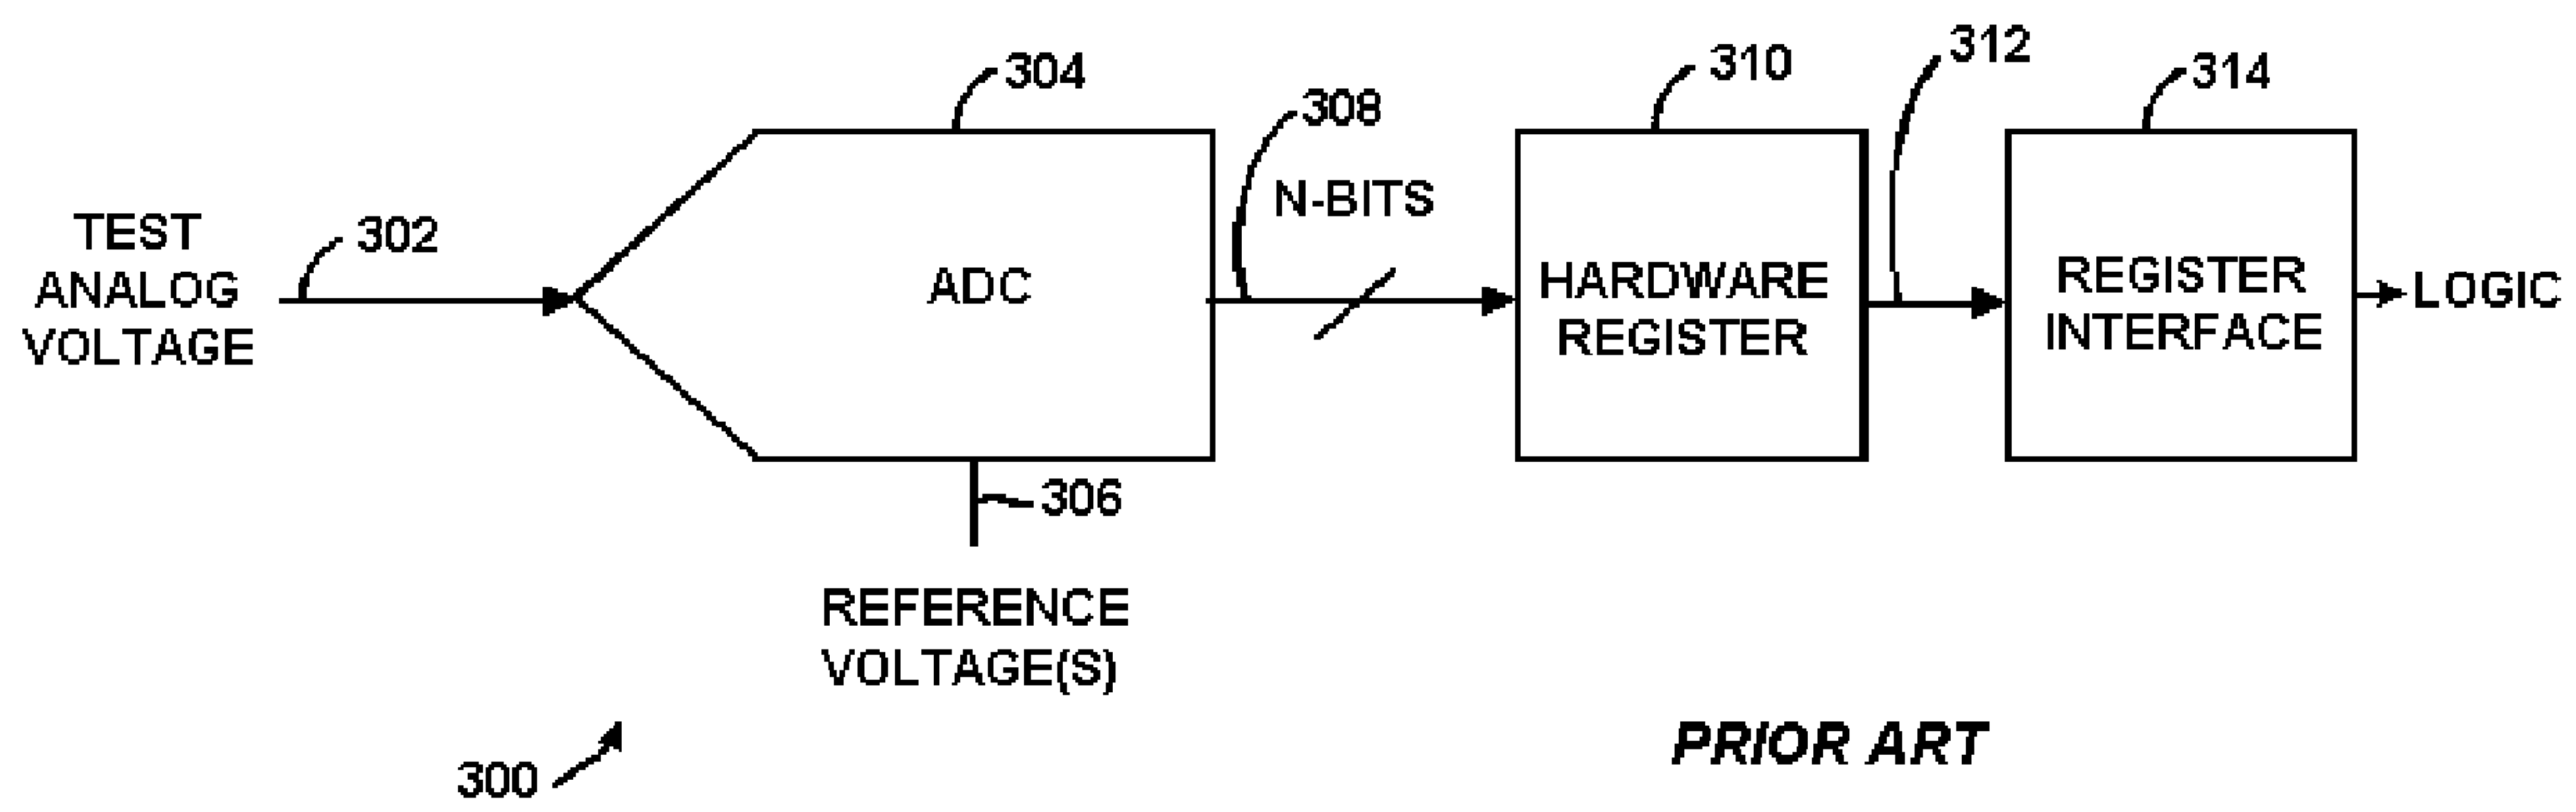 304
308
310
312
314
N-BITS
TEST
ANALOG
VOLTAGE
302
ADC
HARDWARE
REGISTER
REGISTER
INTERFACE
LOGIC
306
REFERENCE
VOLTAGE(S)
300
PRIOR ART